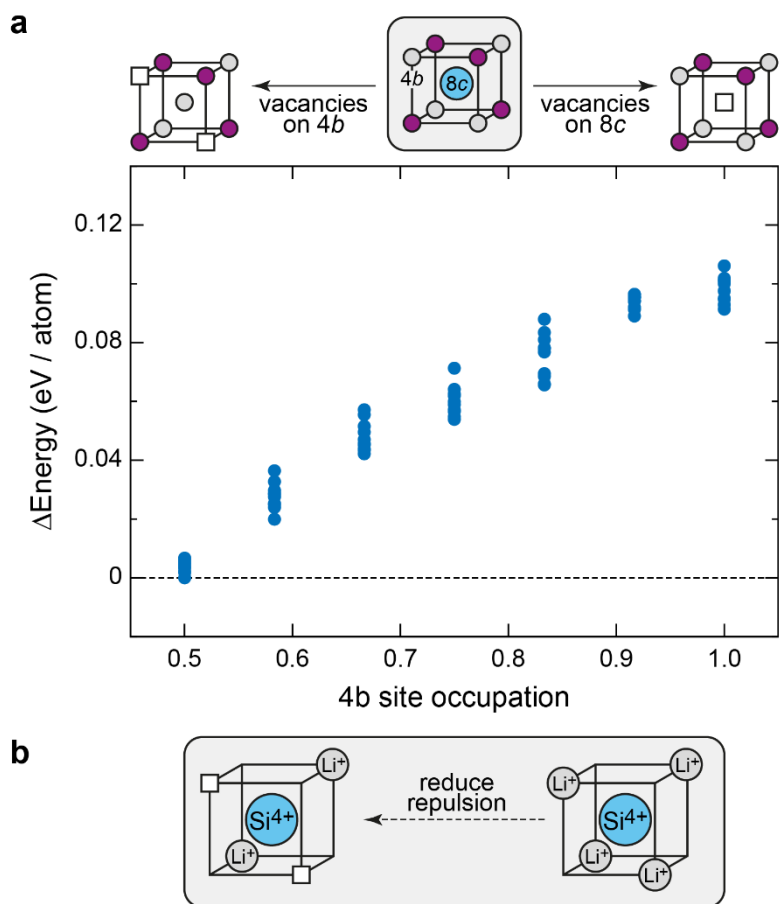 a
4b
8c
vacancies
on 4b
vacancies
on 8c
ΔEnergy (eV / atom)
0.12
0.08
0.04
0
0.5
0.6
0.7
0.8
0.9
1.0
4b site occupation
b
Li⁺
Si⁴⁺
Li⁺
reduce
repulsion
Li⁺
Li⁺
Si⁴⁺
Li⁺
Li⁺